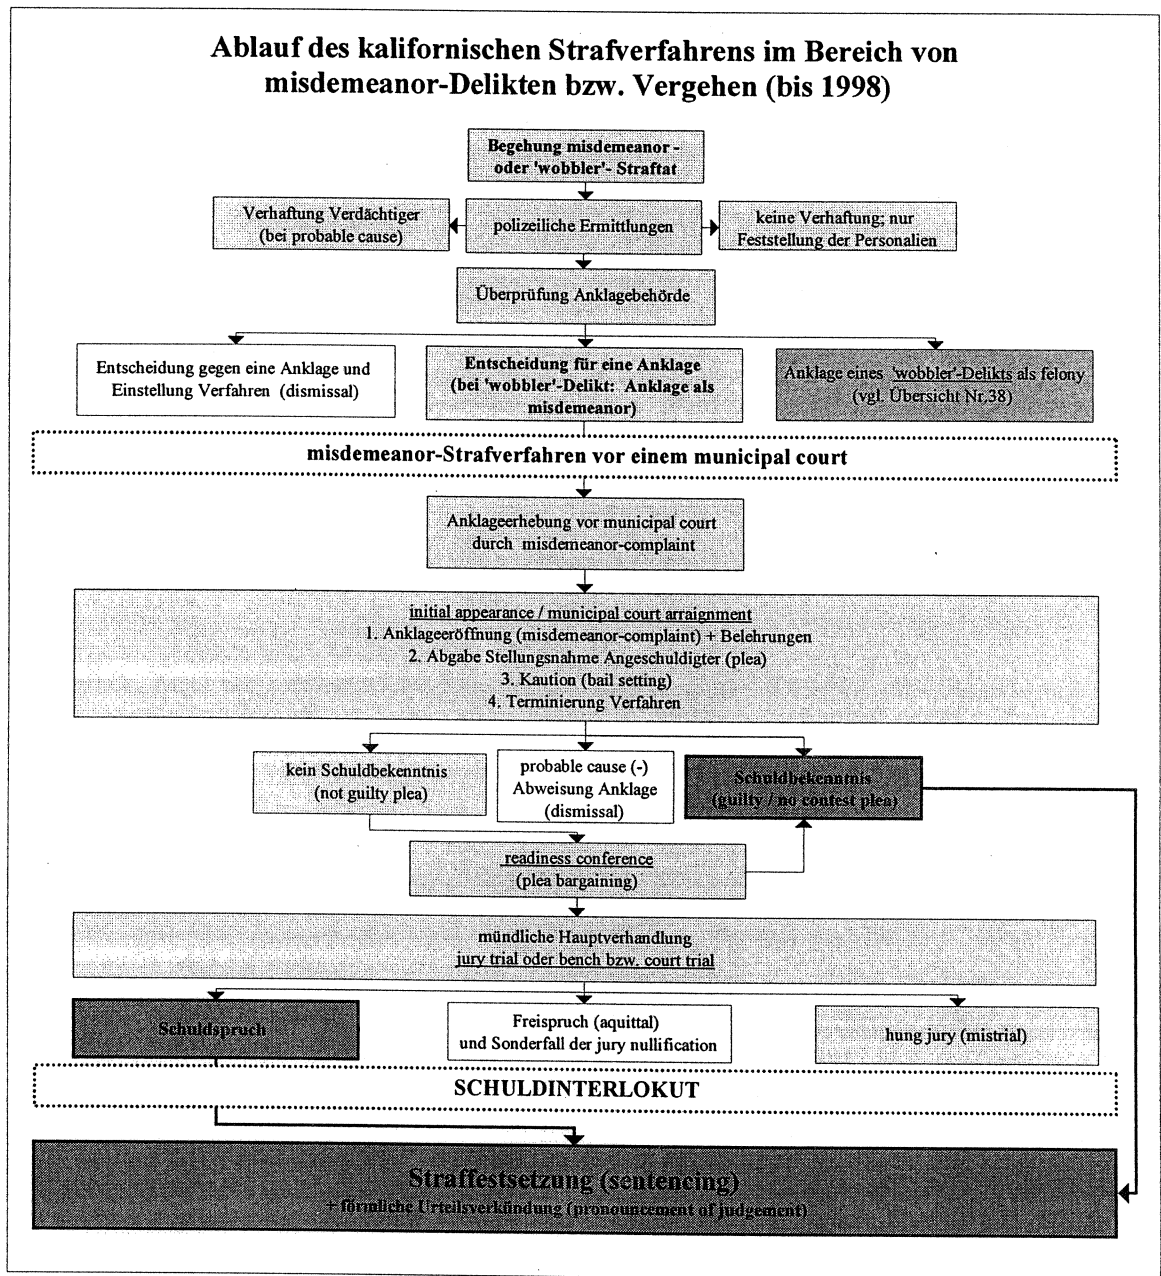 Ablauf des kalifornischen Strafverfahrens im Bereich von
misdemeanor-Delikten bzw. Vergehen (bis 1998)
Begehung misdemeanor -
oder 'wobbler'- Straftat
Verhaftung Verdächtiger
(bei probable cause)
polizeiliche Ermittlungen
keine Verhaftung; nur
Feststellung der Personalien
Überprüfung Anklagebehörde
Entscheidung gegen eine Anklage und
Einstellung Verfahren (dismissal)
Entscheidung für eine Anklage
(bei 'wobbler'-Delikt: Anklage als
misdemeanor)
Anklage eines 'wobbler'-Delikts als felony
(vgl. Übersicht Nr.38)
misdemeanor-Strafverfahren vor einem municipal court
Anklageerhebung vor municipal court
durch misdemeanor-complaint
initial appearance / municipal court arraignment
1. Anklageeröffnung (misdemeanor-complaint) + Belehrungen
2. Abgabe Stellungsnahme Angeschuldigter (plea)
3. Kaution (bail setting)
4. Terminierung Verfahren
kein Schuldbekenntnis
(not guilty plea)
probable cause (-)
Abweisung Anklage
(dismissal)
Schuldbekenntnis
(guilty / no contest plea)
readiness conference
(plea bargaining)
mündliche Hauptverhandlung
jury trial oder bench bzw. court trial
Schuldspruch
Freispruch (aquittal)
und Sonderfall der jury nullification
hung jury (mistrial)
SCHULDINTERLOKUT
Straffestsetzung (sentencing)
+ förmliche Urteilsverkündung (pronouncement of judgement)